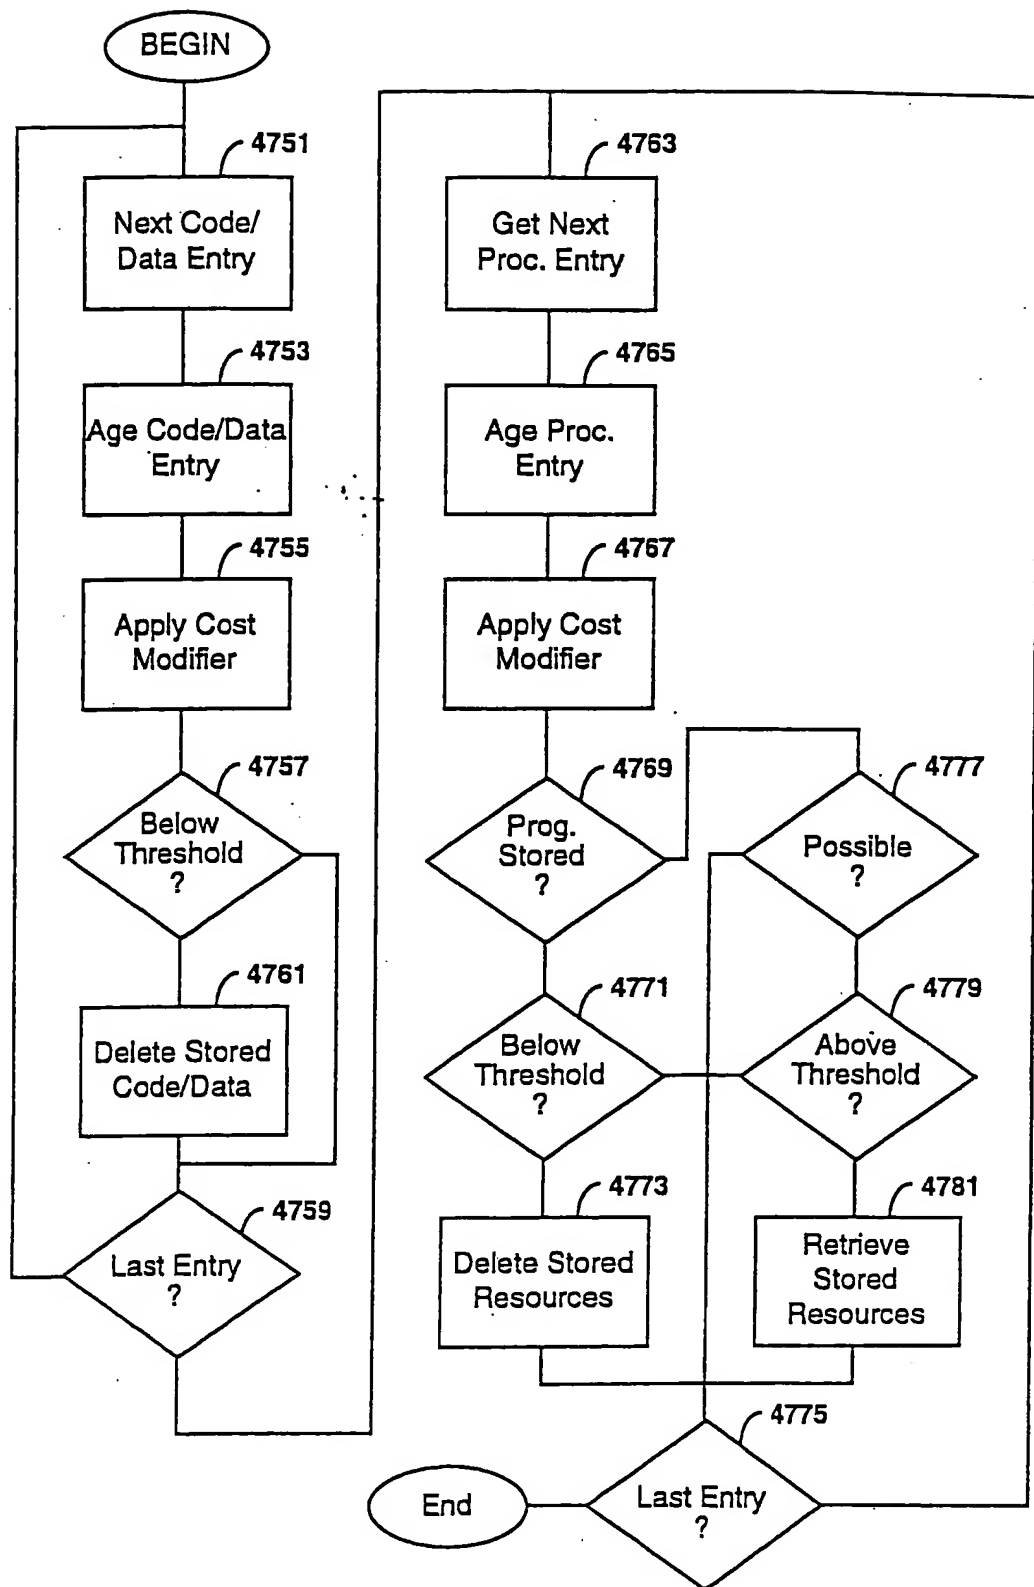 BEGIN
4751
Next Code/
Data Entry
4753
Age Code/Data
Entry
4755
Apply Cost
Modifier
4757
Below
Threshold
?
4761
Delete Stored
Code/Data
4759
Last Entry
?
4763
Get Next
Proc. Entry
4765
Age Proc.
Entry
4767
Apply Cost
Modifier
4769
Prog.
Stored
?
4777
Possible
?
4771
Below
Threshold
?
4779
Above
Threshold
?
4773
Delete Stored
Resources
4781
Retrieve
Stored
Resources
4775
Last Entry
?
End